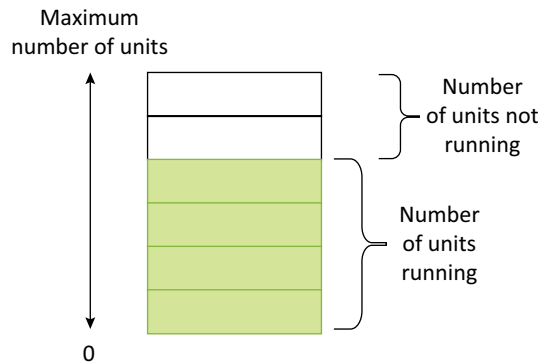 Maximum
number of units
Number
of units not
running
Number
of units
running
0